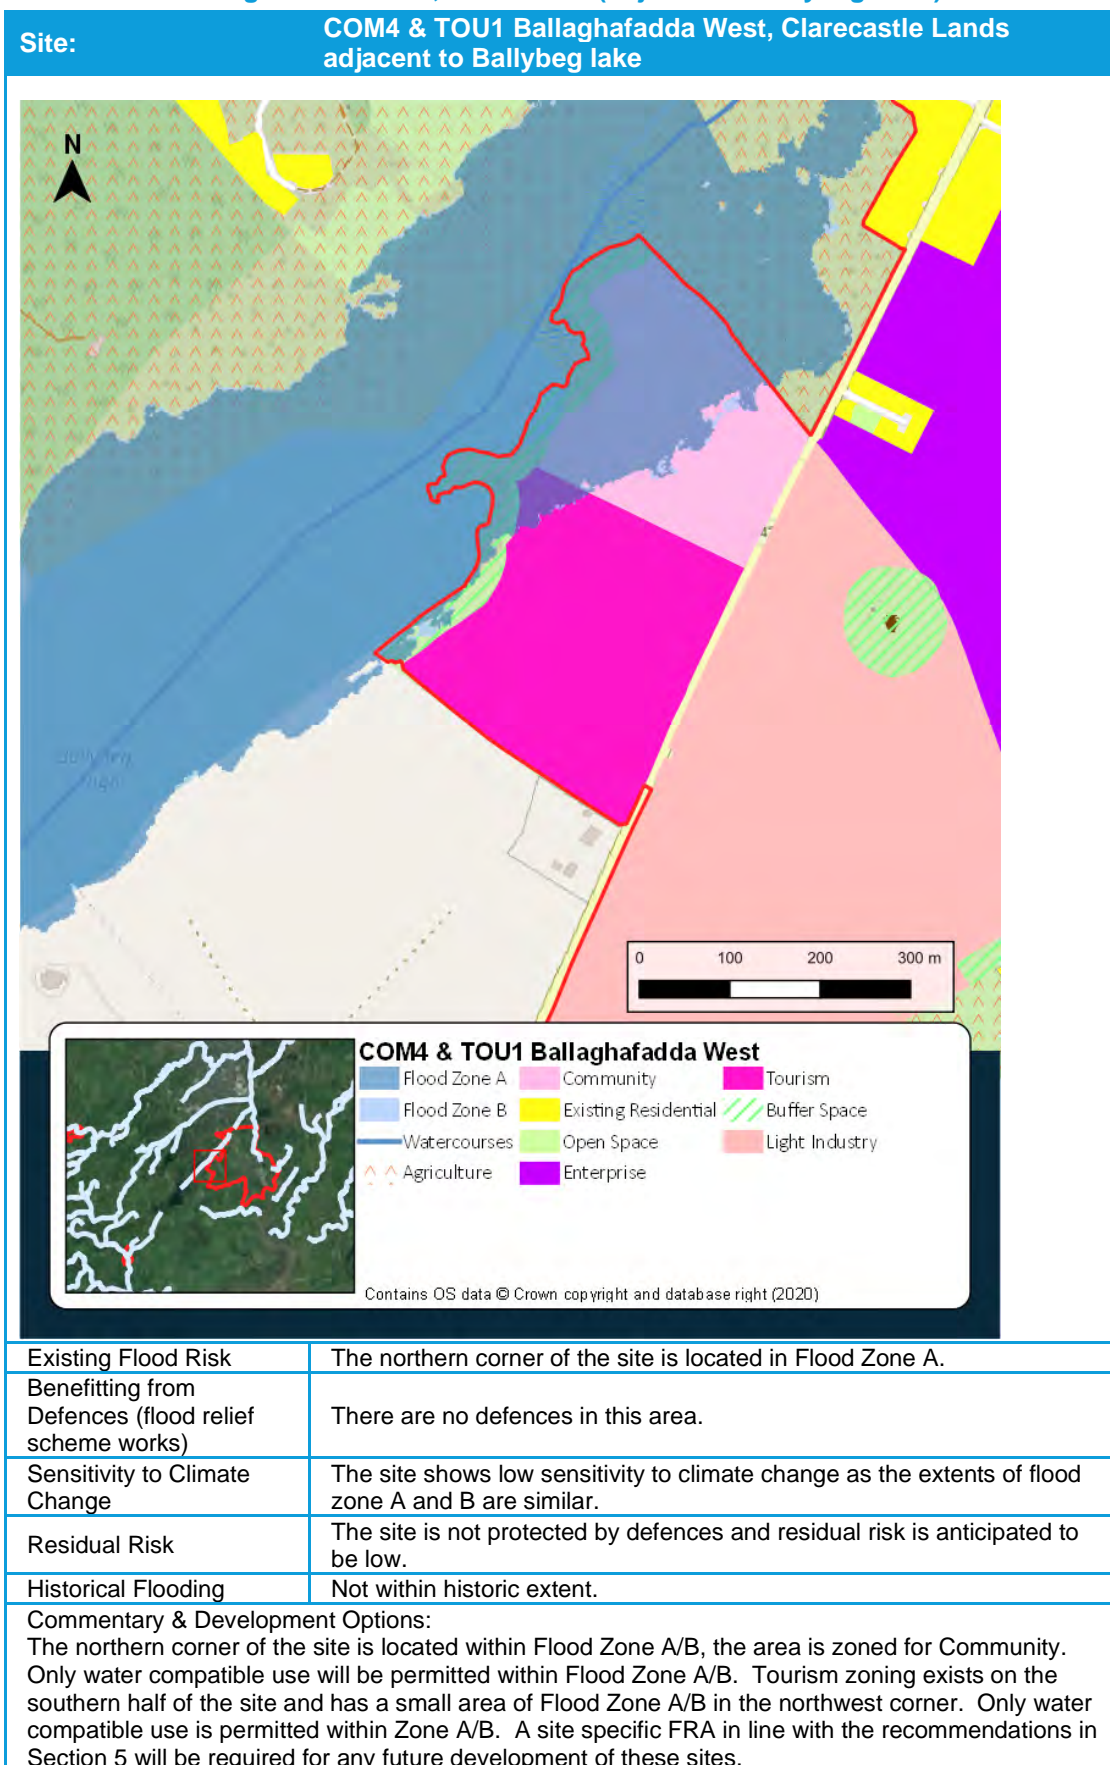 Site:
COM4 & TOU1 Ballaghafadda West, Clarecastle Lands
adjacent to Ballybeg lake
N
0 100 200 300 m
COM4 & TOU1 Ballaghafadda West
Flood Zone A
Community
Tourism
Flood Zone B
Existing Residential
Buffer Space
Watercourses
Open Space
Light Industry
Agriculture
Enterprise
Contains OS data © Crown copyright and database right (2020)
Existing Flood Risk
The northern corner of the site is located in Flood Zone A.
Benefitting from
Defences (flood relief
scheme works)
There are no defences in this area.
Sensitivity to Climate
Change
The site shows low sensitivity to climate change as the extents of flood
zone A and B are similar.
Residual Risk
The site is not protected by defences and residual risk is anticipated to
be low.
Historical Flooding
Not within historic extent.
Commentary & Development Options:
The northern corner of the site is located within Flood Zone A/B, the area is zoned for Community.
Only water compatible use will be permitted within Flood Zone A/B. Tourism zoning exists on the
southern half of the site and has a small area of Flood Zone A/B in the northwest corner. Only water
compatible use is permitted within Zone A/B. A site specific FRA in line with the recommendations in
Section 5 will be required for any future development of these sites.